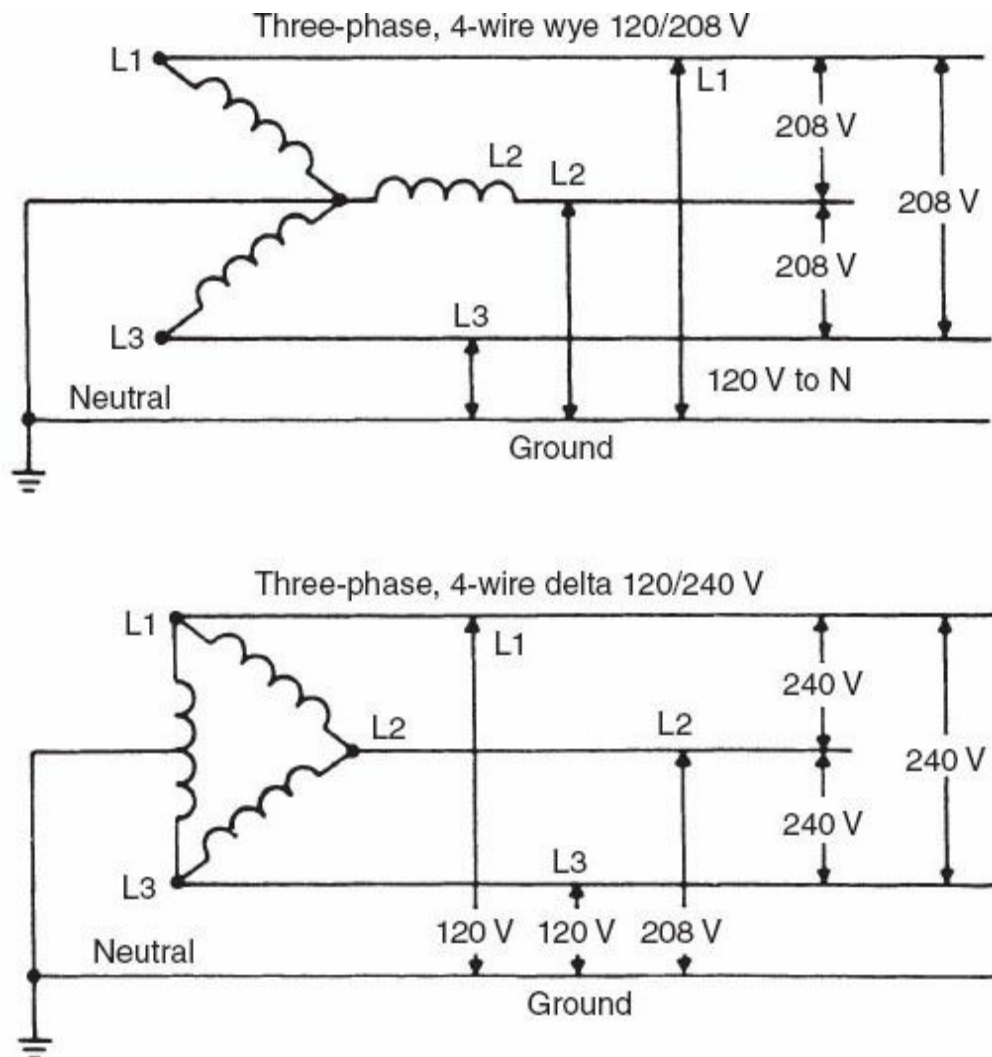 Three-phase, 4-wire wye 120/208 V
L1
L1
208 V
L2
L2
208 V
208 V
L3
L3
120 V to N
Neutral
Ground
Three-phase, 4-wire delta 120/240 V
L1
L1
240 V
L2
L2
240 V
240 V
L3
L3
120 V 120 V 208 V
Neutral
Ground